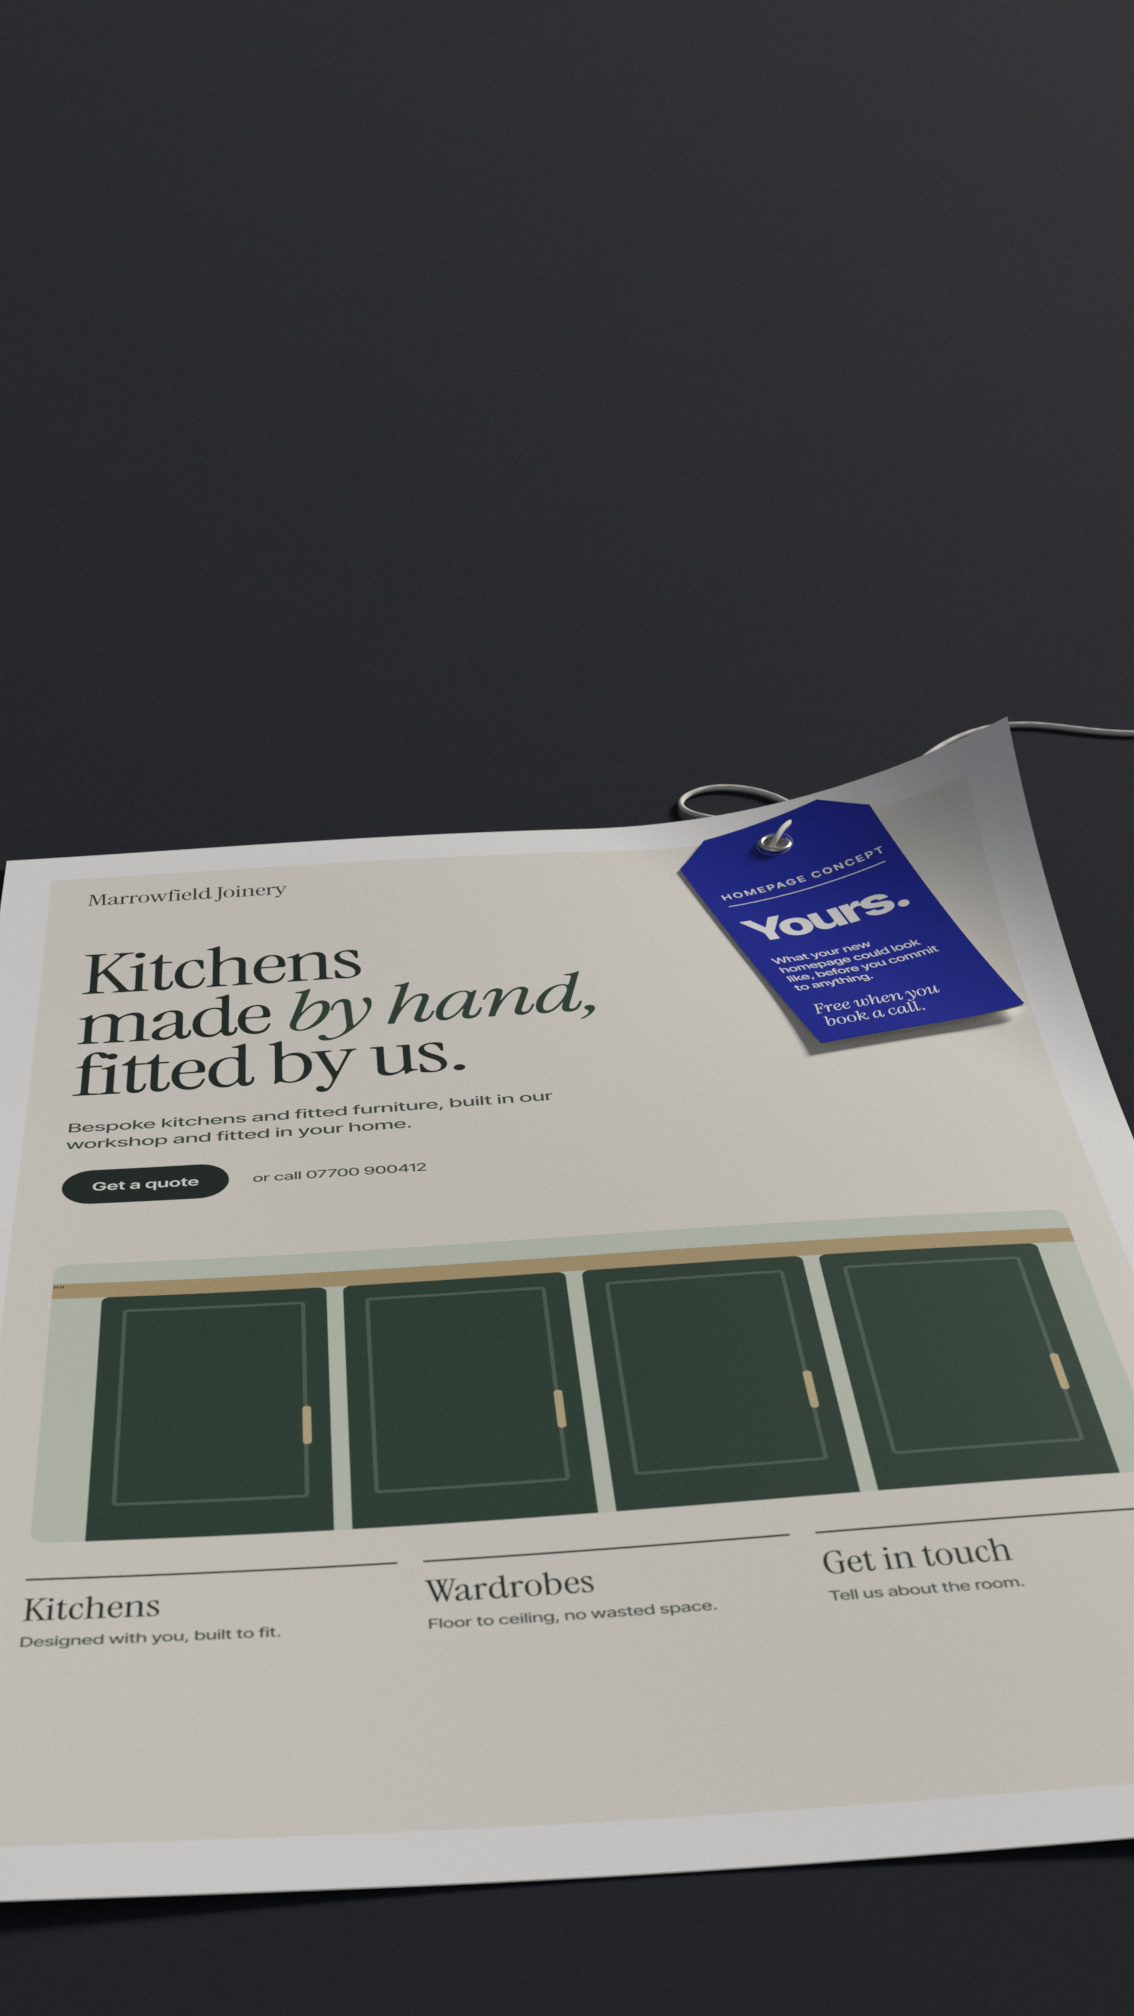 Marrowfield Joinery
Kitchens
made by hand,
fitted by us.
Bespoke kitchens and fitted furniture, built in our
workshop and fitted in your home.
Get a quote
or call 07700 900412
HOMEPAGE CONCEPT
Yours.
What your new
homepage could look
like, before you commit
to anything.
Free when you
book a call.
Kitchens
Designed with you, built to fit.
Wardrobes
Floor to ceiling, no wasted space.
Get in touch
Tell us about the room.